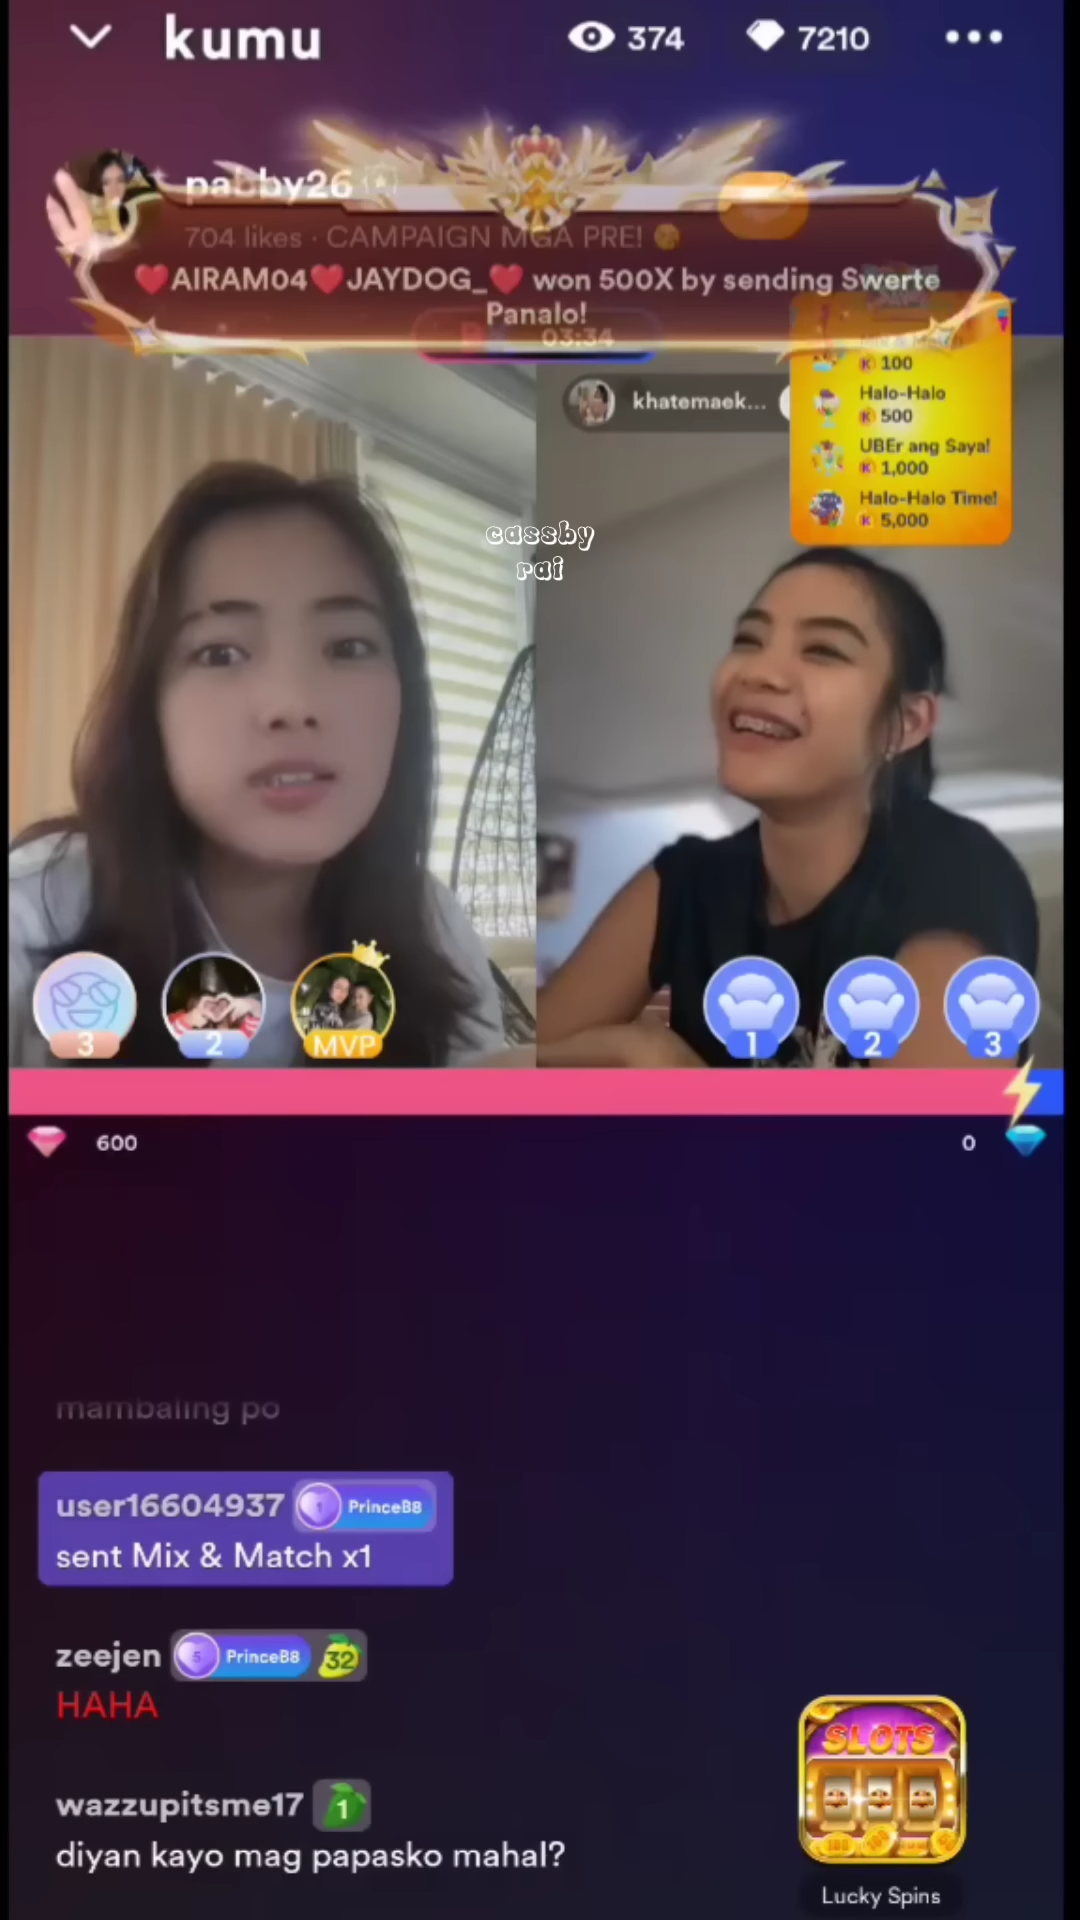 kumu
374
7210
pabby26
704 likes · CAMPAIGN MGA PRE!
AIRAM04 JAYDOG_ won 500X by sending Swerte
Panalo!
03:34
K 100
khatemaek...
Halo-Halo
K 500
UBEr ang Saya!
K 1,000
Halo-Halo Time!
K 5,000
cassby
rai
3
2
MVP
1
2
3
600
0
mambaling po
user16604937 1 PrinceB8
sent Mix & Match x1
zeejen 5 PrinceB8 32
HAHA
SLOTS
wazzupitsme17 1
diyan kayo mag papasko mahal?
Lucky Spins